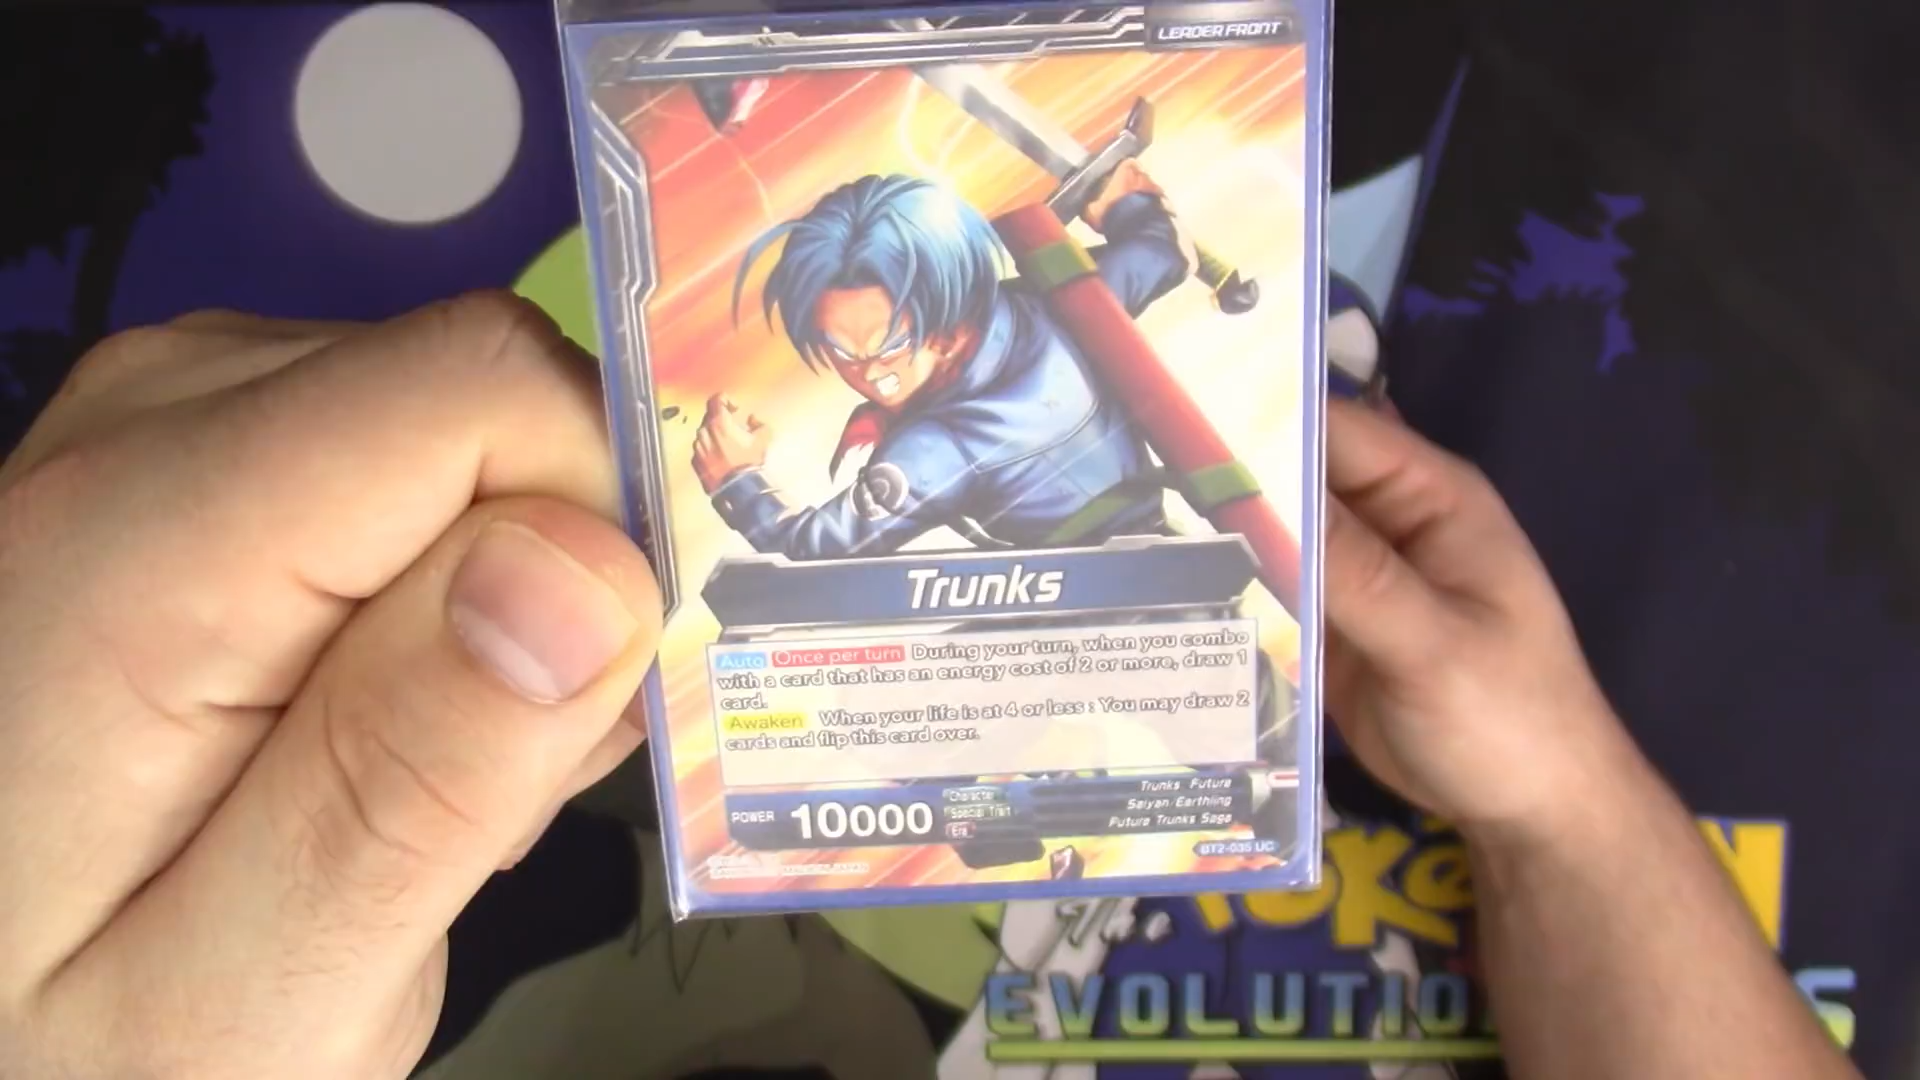 LEADER FRONT
Trunks
Auto Once per turn During your turn, when you combo
with a card that has an energy cost of 2 or more, draw 1
card.
Awaken When your life is at 4 or less : You may draw 2
cards and flip this card over.
POWER 10000
Character Trunks : Future
Special Trait Saiyan/Earthling
Era Future Trunks Saga
BT2-035 UC
The
EVOLUTIO
S